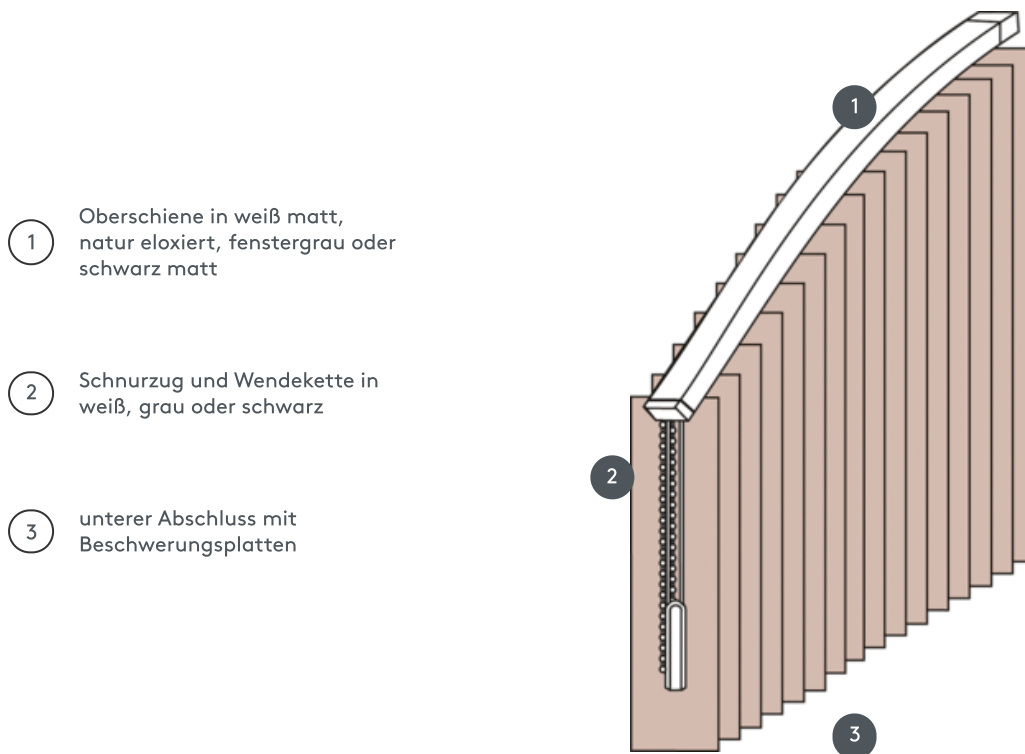 1
Oberschiene in weiß matt,
natur eloxiert, fenstergrau oder
schwarz matt
2
Schnurzug und Wendekette in
weiß, grau oder schwarz
3
unterer Abschluss mit
Beschwerungsplatten
1
2
3